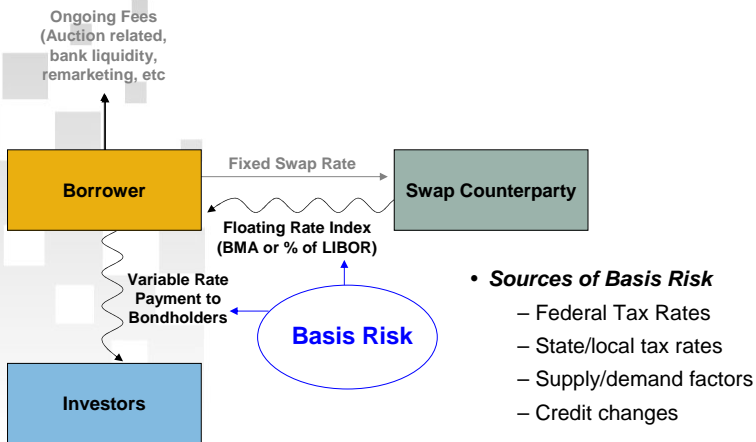 Ongoing Fees
(Auction related,
bank liquidity,
remarketing, etc
Fixed Swap Rate
Borrower
Swap Counterparty
Floating Rate Index
(BMA or % of LIBOR)
Variable Rate
Payment to
Bondholders
Basis Risk
Investors
• Sources of Basis Risk
– Federal Tax Rates
– State/local tax rates
– Supply/demand factors
– Credit changes